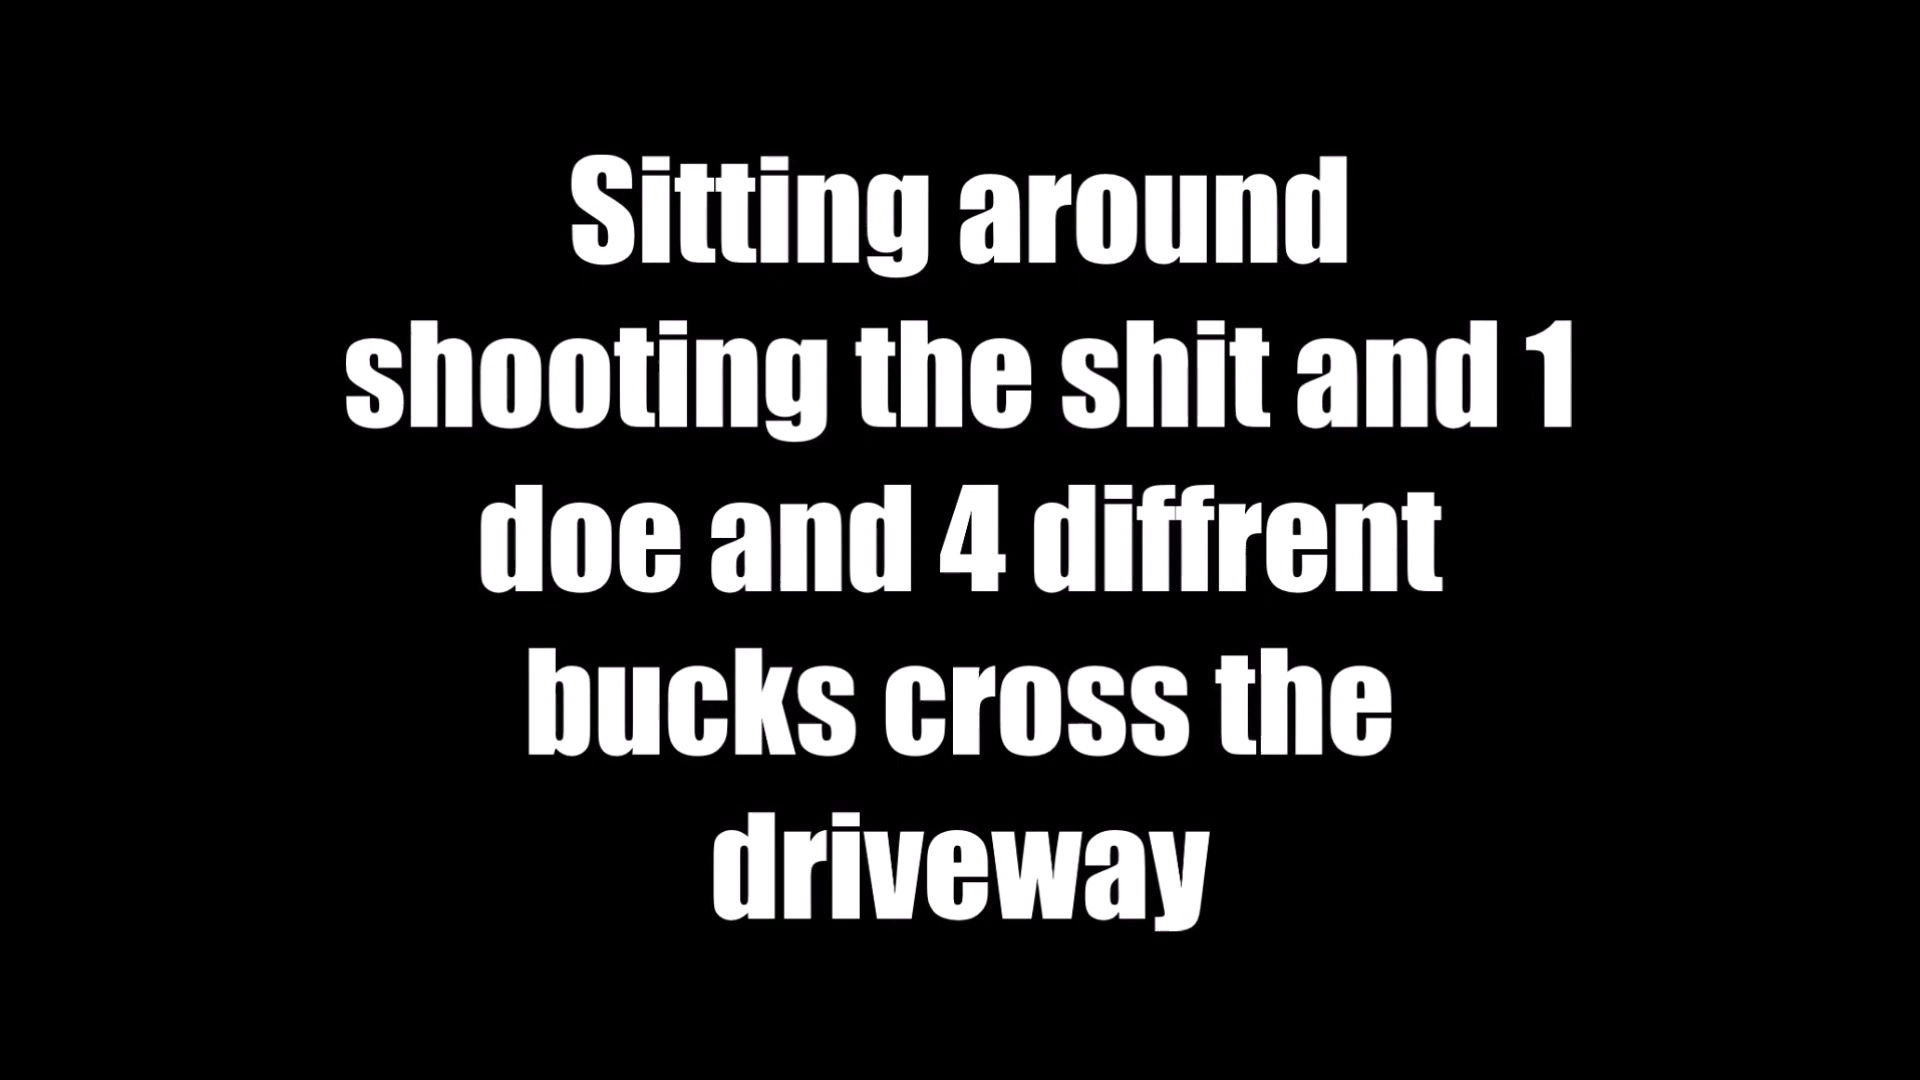 Sitting around
shooting the shit and 1
doe and 4 diffrent
bucks cross the
driveway